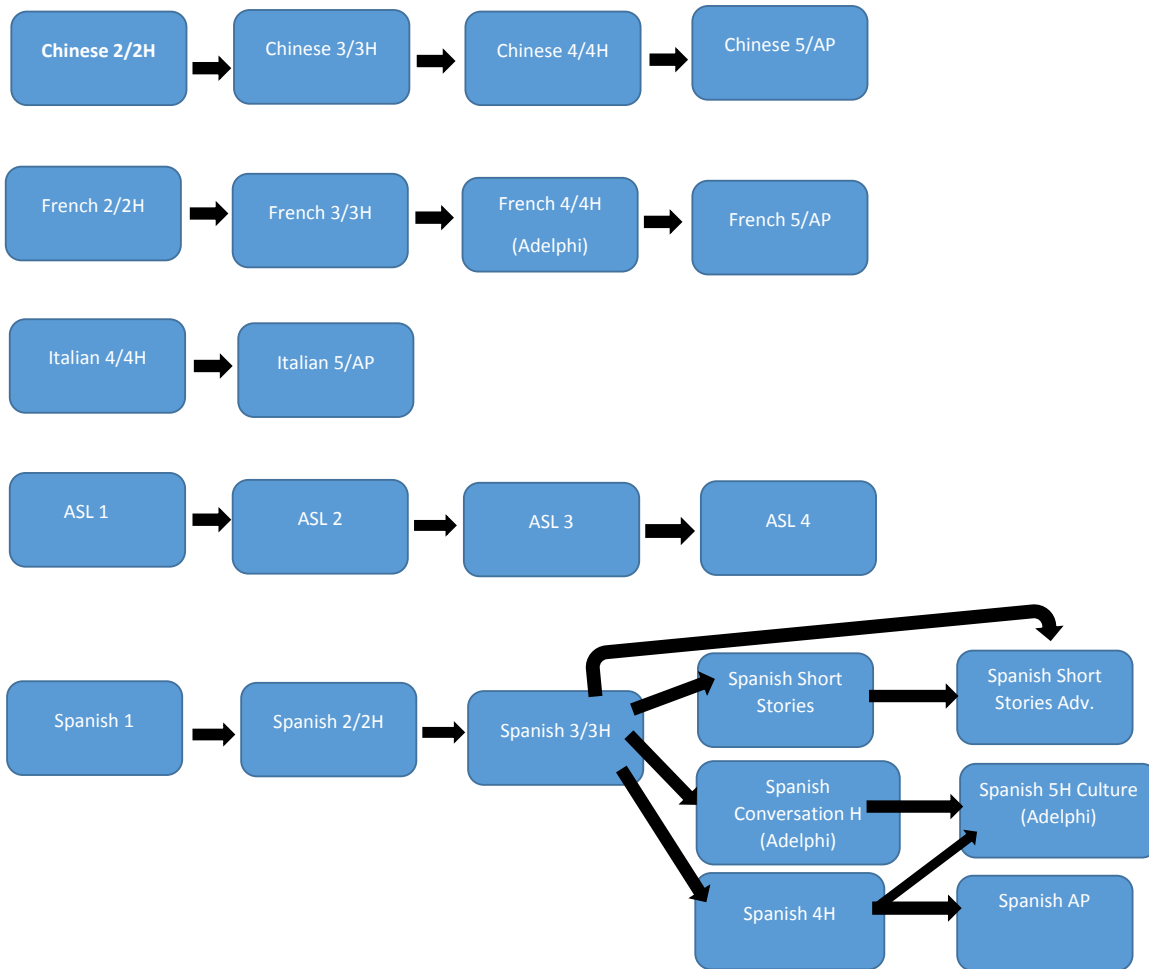 Chinese 2/2H
Chinese 3/3H
Chinese 4/4H
Chinese 5/AP
French 2/2H
French 3/3H
French 4/4H
(Adelphi)
French 5/AP
Italian 4/4H
Italian 5/AP
ASL 1
ASL 2
ASL 3
ASL 4
Spanish 1
Spanish 2/2H
Spanish 3/3H
Spanish Short
Stories
Spanish Short
Stories Adv.
Spanish
Conversation H
(Adelphi)
Spanish 5H Culture
(Adelphi)
Spanish 4H
Spanish AP